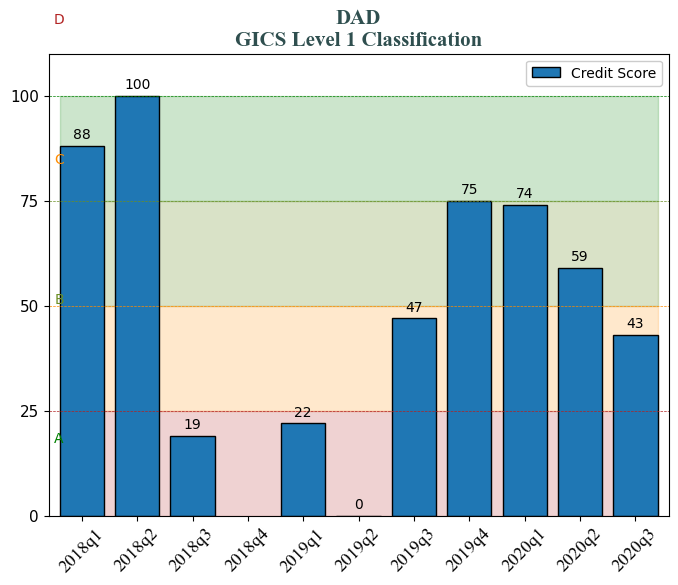 D
DAD
GICS Level 1 Classification
Credit Score
100
100
88
C
75
75
74
59
50
B
47
43
25
22
19
A
0
0
2018q1
2018q2
2018q3
2018q4
2019q1
2019q2
2019q3
2019q4
2020q1
2020q2
2020q3